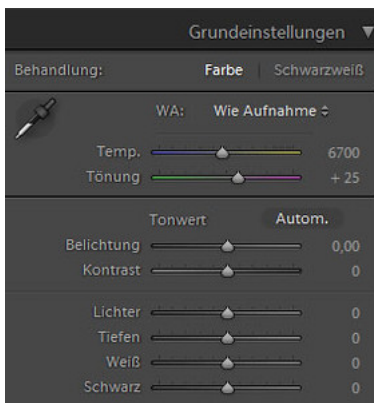 Grundeinstellungen
Behandlung: Farbe Schwarzweiß
WA: Wie Aufnahme
Temp. 6700
Tönung + 25
Tonwert Autom.
Belichtung 0,00
Kontrast 0
Lichter 0
Tiefen 0
Weiß 0
Schwarz 0